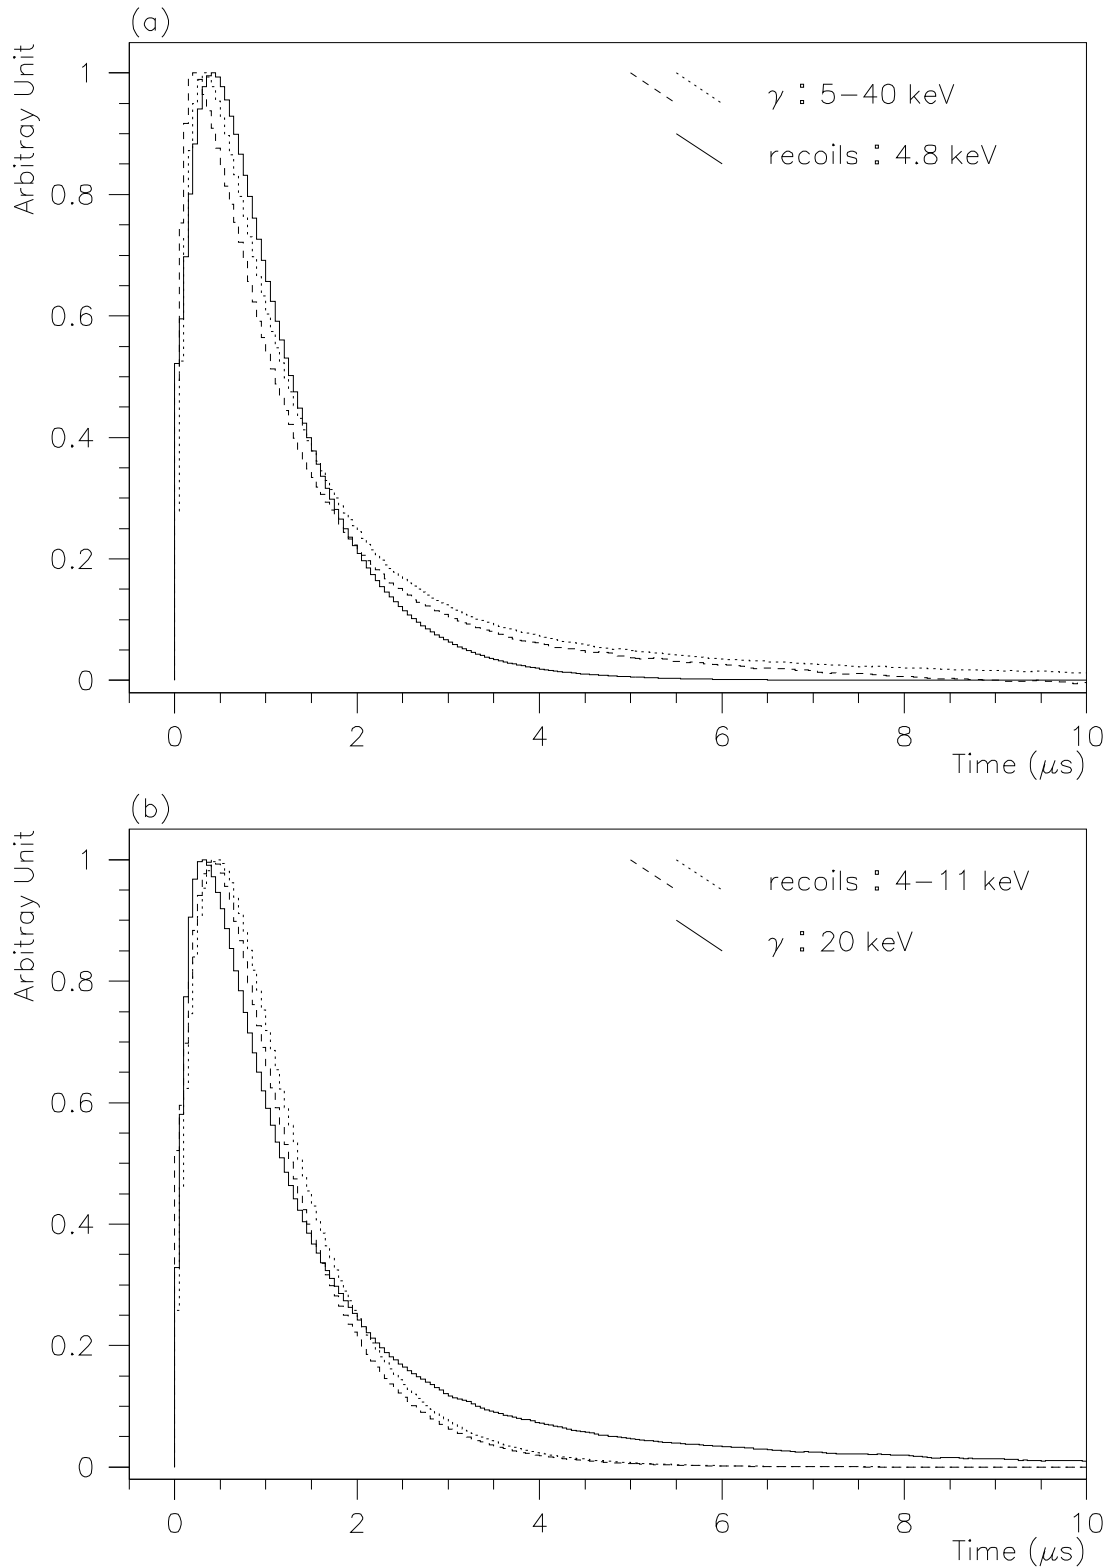 (a)
Arbitray Unit
1
0.8
0.6
0.4
0.2
0
γ : 5−40 keV
recoils : 4.8 keV
0 2 4 6 8 10
Time (μs)
(b)
Arbitray Unit
1
0.8
0.6
0.4
0.2
0
recoils : 4−11 keV
γ : 20 keV
0 2 4 6 8 10
Time (μs)